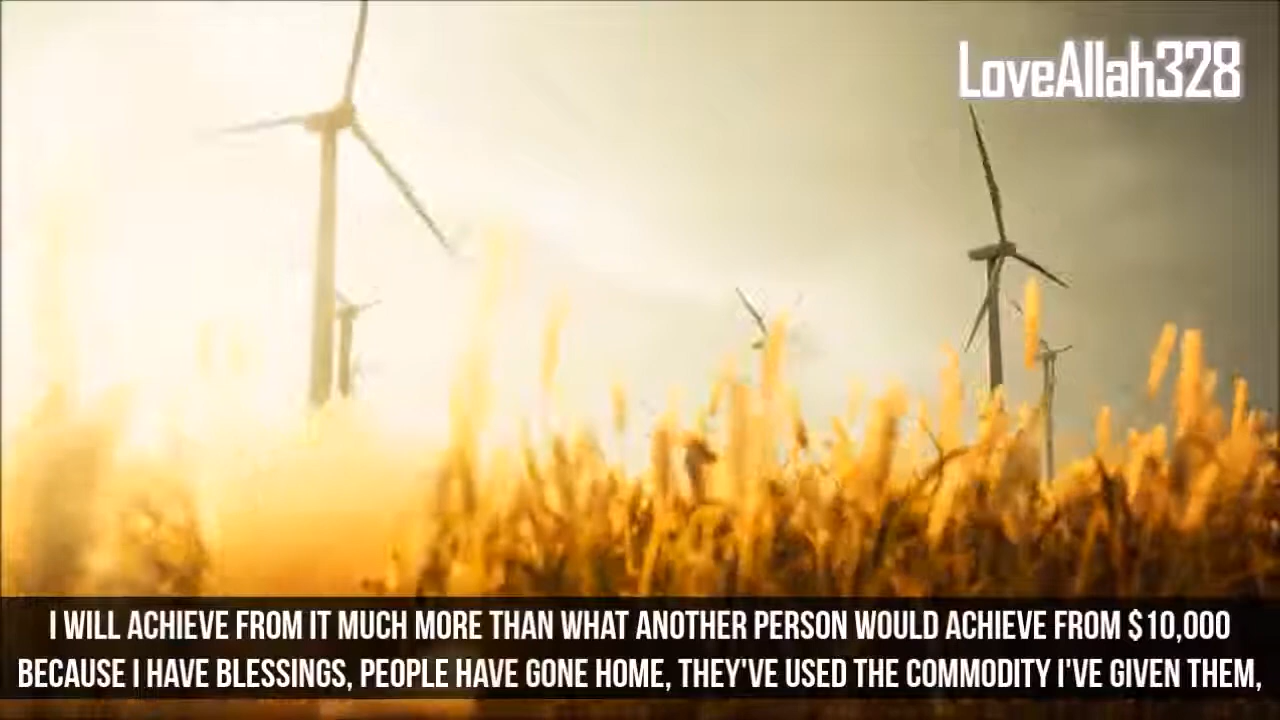 LoveAllah328
I WILL ACHIEVE FROM IT MUCH MORE THAN WHAT ANOTHER PERSON WOULD ACHIEVE FROM $10,000
BECAUSE I HAVE BLESSINGS, PEOPLE HAVE GONE HOME, THEY'VE USED THE COMMODITY I'VE GIVEN THEM,